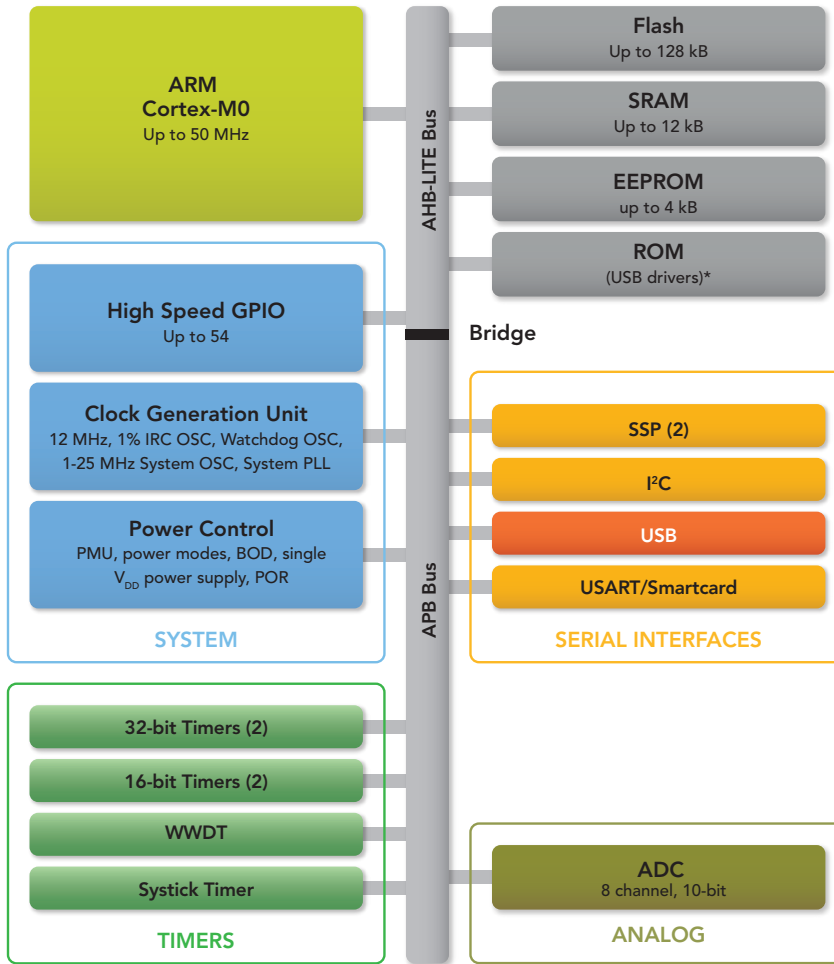 ARM
Cortex-M0
Up to 50 MHz
AHB-LITE Bus
Flash
Up to 128 kB
SRAM
Up to 12 kB
EEPROM
up to 4 kB
ROM
(USB drivers)*
High Speed GPIO
Up to 54
Clock Generation Unit
12 MHz, 1% IRC OSC, Watchdog OSC,
1-25 MHz System OSC, System PLL
Power Control
PMU, power modes, BOD, single
V_DD power supply, POR
SYSTEM
Bridge
APB Bus
SSP (2)
I²C
USB
USART/Smartcard
SERIAL INTERFACES
32-bit Timers (2)
16-bit Timers (2)
WWDT
Systick Timer
TIMERS
ADC
8 channel, 10-bit
ANALOG